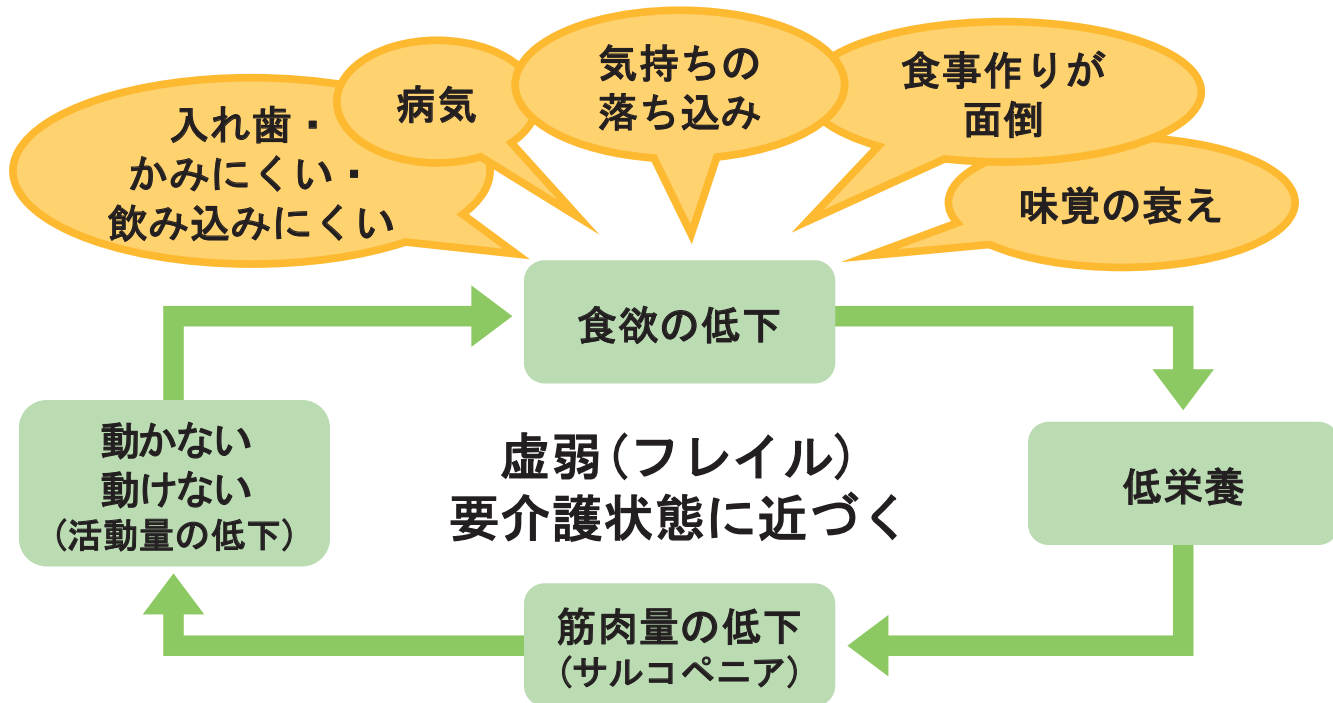 入れ歯・
かみにくい・
飲み込みにくい
病気
気持ちの
落ち込み
食事作りが
面倒
味覚の衰え
食欲の低下
動かない
動けない
(活動量の低下)
虚弱(フレイル)
要介護状態に近づく
低栄養
筋肉量の低下
(サルコペニア)